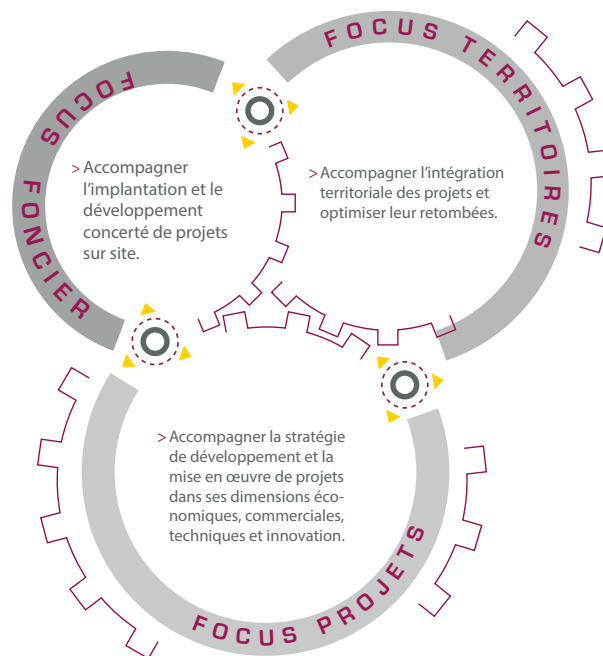 FOCUS FONCIER
> Accompagner
l'implantation et le
développement
concerté de projets
sur site.
FOCUS TERRITOIRES
> Accompagner l'intégration
territoriale des projets et
optimiser leur retombées.
> Accompagner la stratégie
de développement et la
mise en œuvre de projets
dans ses dimensions éco-
nomiques, commerciales,
techniques et innovation.
FOCUS PROJETS